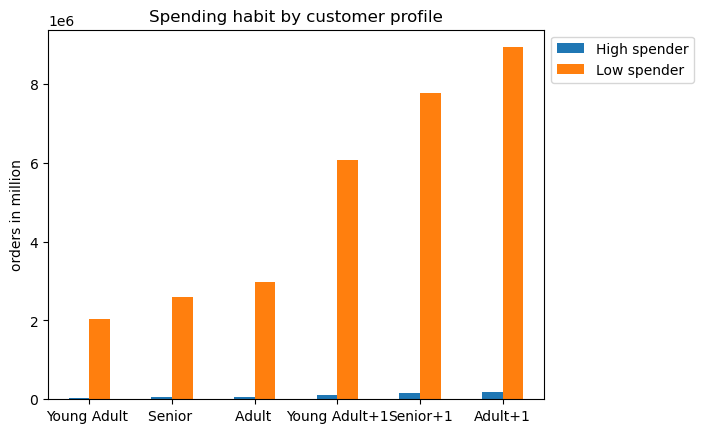 Spending habit by customer profile
1e6
High spender
Low spender
orders in million
8
6
4
2
0
Young Adult
Senior
Adult
Young Adult+1
Senior+1
Adult+1